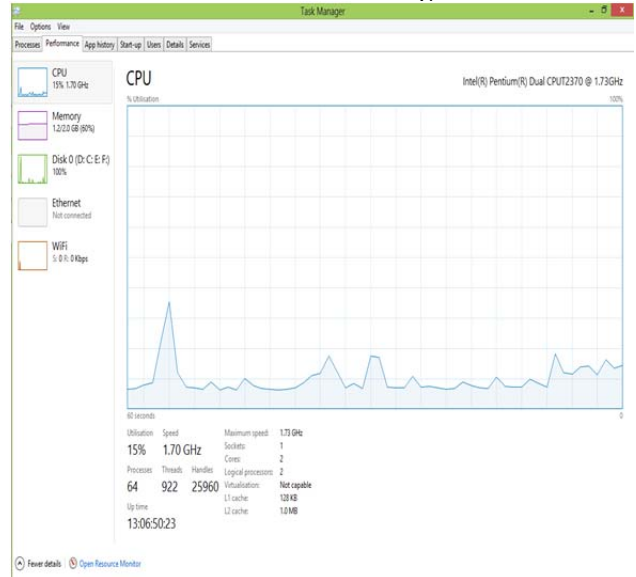 Task Manager
File Options View
Processes Performance App history Start-up Users Details Services
CPU
15% 1.70 GHz
Memory
1.2/2.0 GB (60%)
Disk 0 (D: C: E: F:)
100%
Ethernet
Not connected
WiFi
S: 0 R: 0 Kbps
CPU
Intel(R) Pentium(R) Dual CPUT2370 @ 1.73GHz
% Utilisation 100%
60 seconds 0
Utilisation Speed
15% 1.70 GHz
Processes Threads Handles
64 922 25960
Up time
13:06:50:23
Maximum speed: 1.73 GHz
Sockets: 1
Cores: 2
Logical processors: 2
Virtualisation: Not capable
L1 cache: 128 KB
L2 cache: 1.0 MB
Fewer details Open Resource Monitor